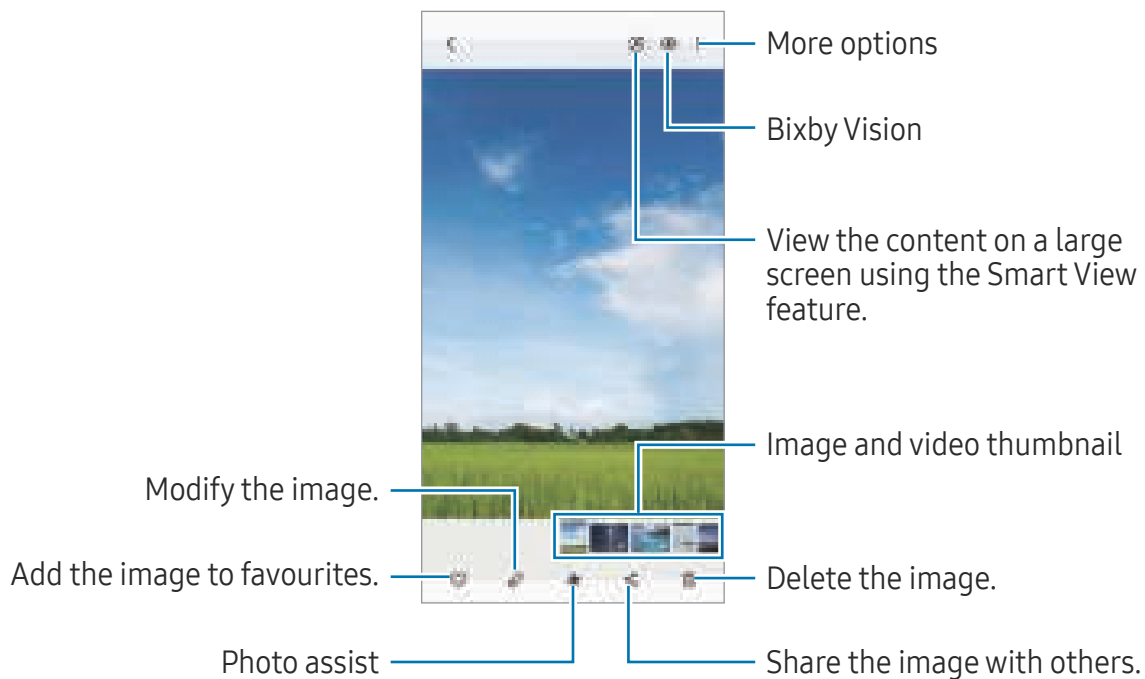 More options
Bixby Vision
View the content on a large
screen using the Smart View
feature.
Image and video thumbnail
Modify the image.
Add the image to favourites.
Delete the image.
Photo assist
Share the image with others.